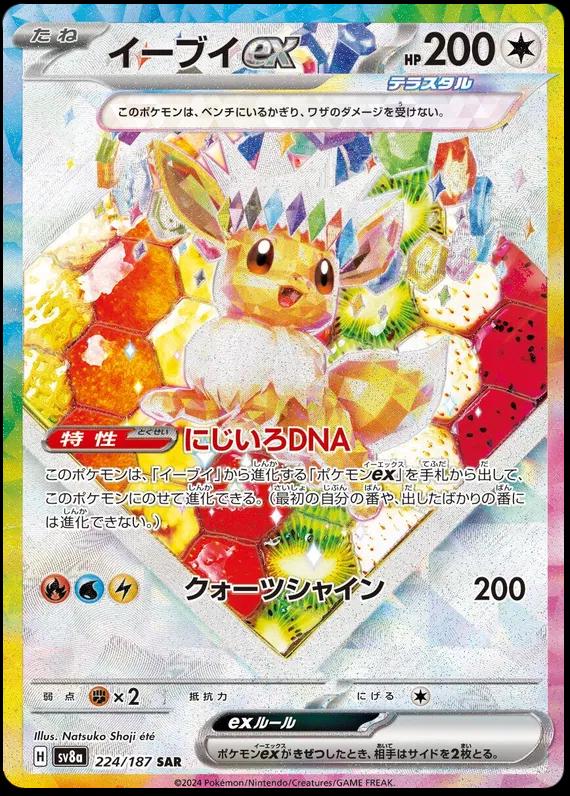 たね イーブイex HP200
テラスタル
このポケモンは、ベンチにいるかぎり、ワザのダメージを受けない。
特性 にじいろDNA
このポケモンは、「イーブイ」から進化する「ポケモンex」を手札から出して、
このポケモンにのせて進化できる。（最初の自分の番や、出したばかりの番に
は進化できない。）
クォーツシャイン 200
弱点 ×2 抵抗力 にげる
Illus. Natsuko Shoji été
exルール
ポケモンexがきぜつしたとき、相手はサイドを2枚とる。
H sv8a 224/187 SAR
©2024 Pokémon/Nintendo/Creatures/GAME FREAK.